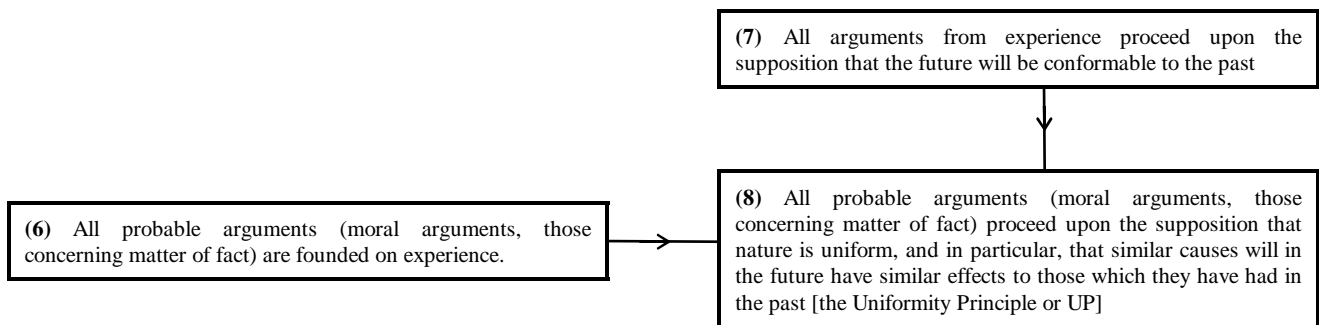 (7) All arguments from experience proceed upon the
supposition that the future will be conformable to the past
(6) All probable arguments (moral arguments, those
concerning matter of fact) are founded on experience.
(8) All probable arguments (moral arguments, those
concerning matter of fact) proceed upon the supposition that
nature is uniform, and in particular, that similar causes will in
the future have similar effects to those which they have had in
the past [the Uniformity Principle or UP]